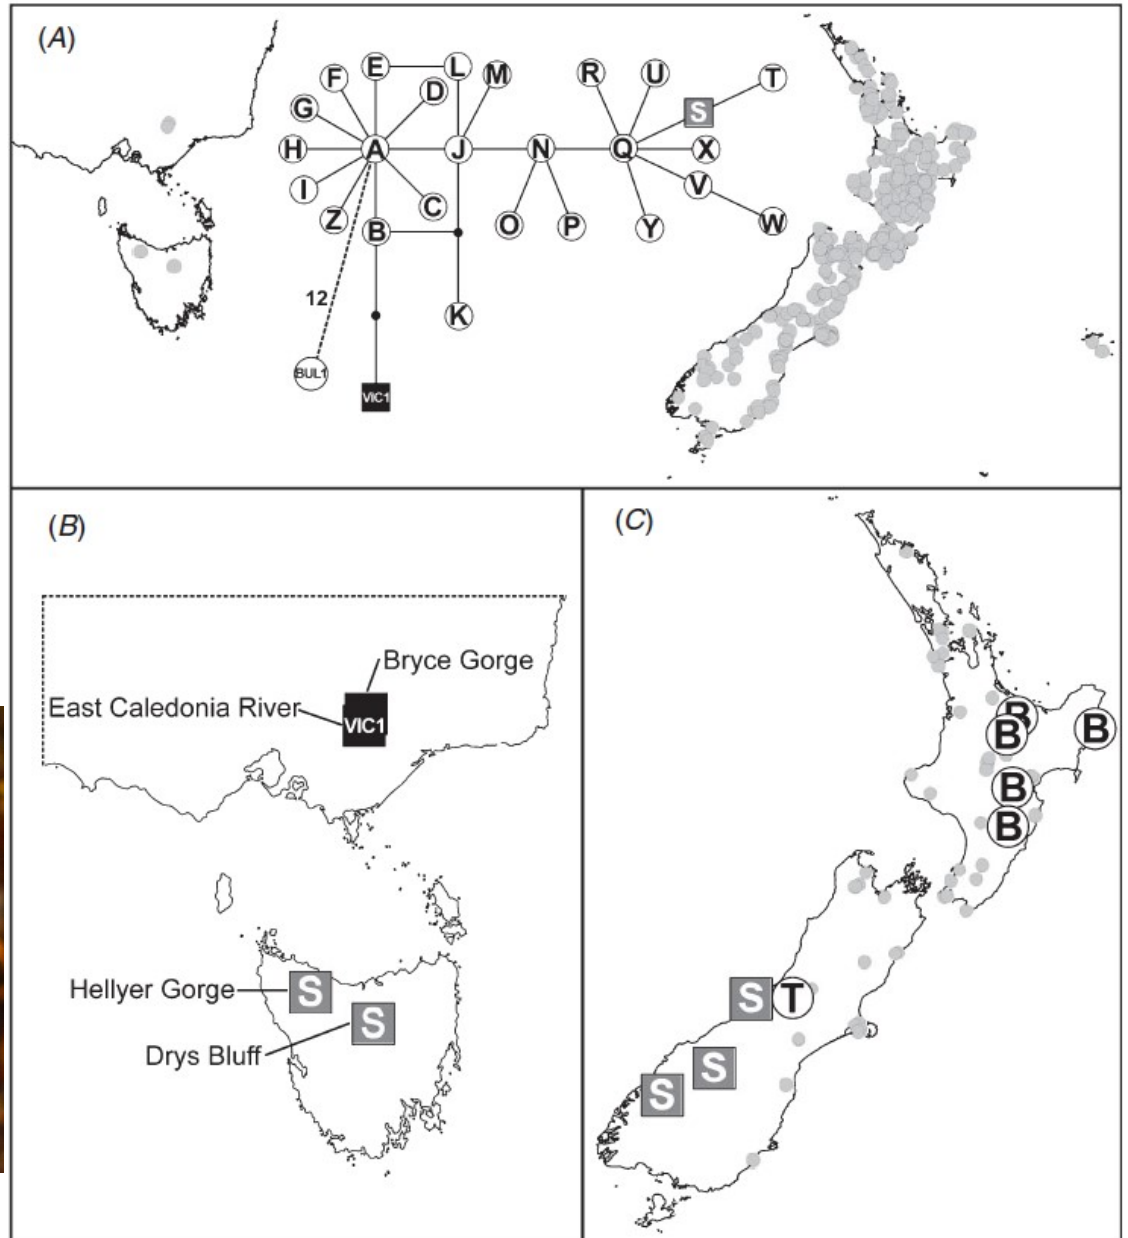 (A)
E L M
F D
G
H A J N Q X
R U T
S
I C
Z B O P Y V W
12
K
BUL1
VIC1
(B)
Bryce Gorge
East Caledonia River
VIC1
Hellyer Gorge
S
Drys Bluff
S
(C)
B
B
B
B
B
S T
S
S